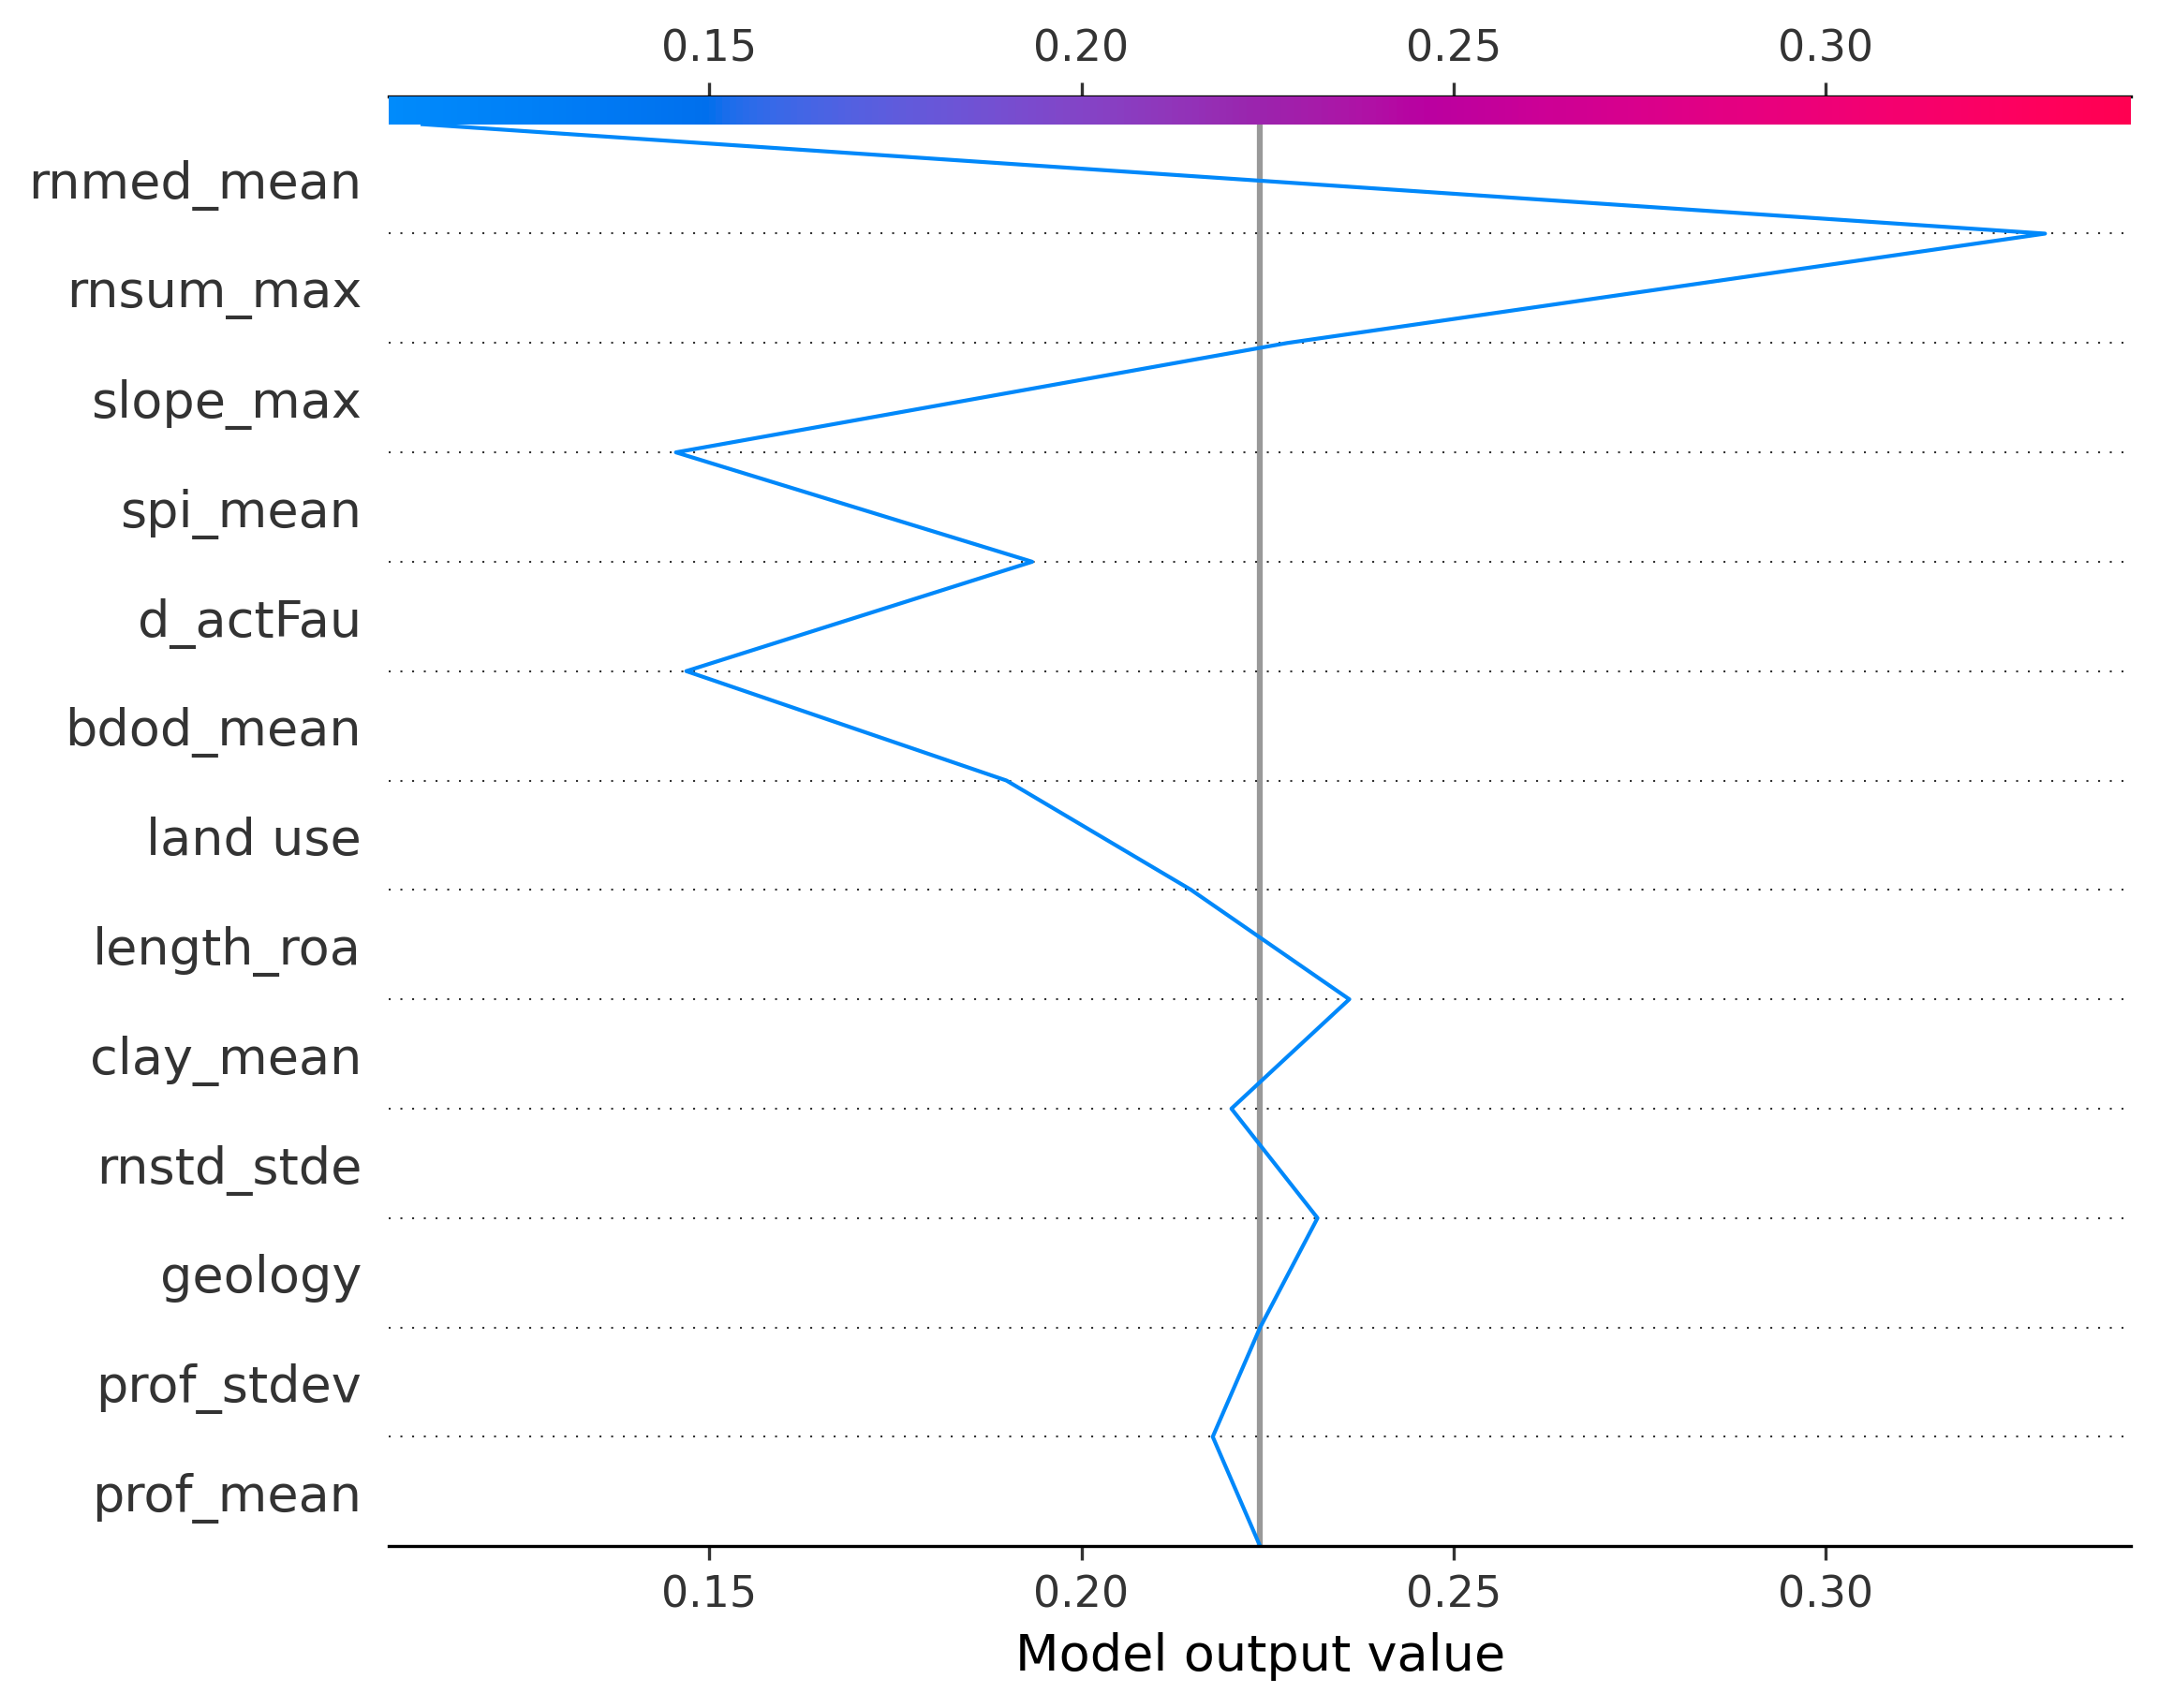 0.15 0.20 0.25 0.30
rnmed_mean
rnsum_max
slope_max
spi_mean
d_actFau
bdod_mean
land use
length_roa
clay_mean
rnstd_stde
geology
prof_stdev
prof_mean
0.15 0.20 0.25 0.30
Model output value